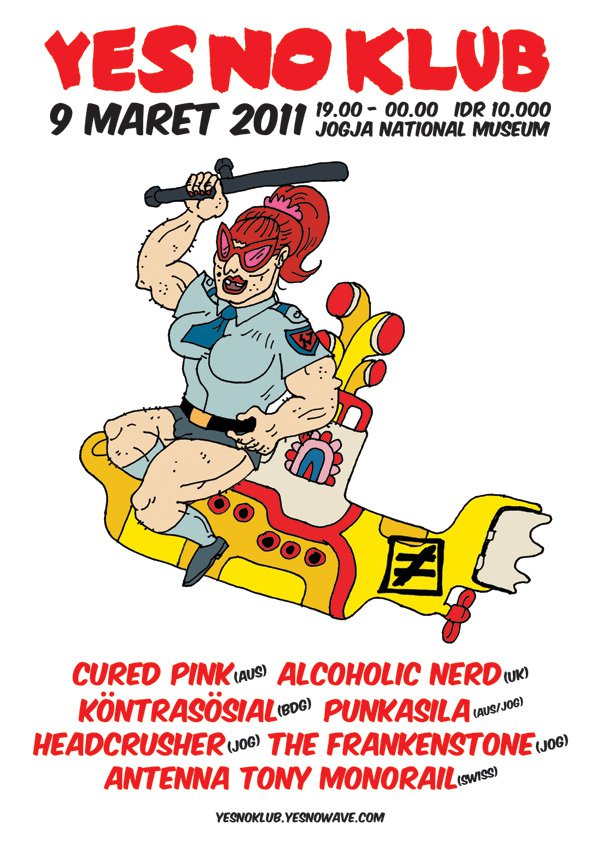 YES NO KLUB
9 MARET 2011 19.00 - 00.00 IDR 10.000
JOGJA NATIONAL MUSEUM
≠
CURED PINK (AUS) ALCOHOLIC NERD (UK)
KÖNTRASÖSIAL (BDG) PUNKASILA (AUS/JOG)
HEADCRUSHER (JOG) THE FRANKENSTONE (JOG)
ANTENNA TONY MONORAIL (SWISS)
YESNOKLUB.YESNOWAVE.COM